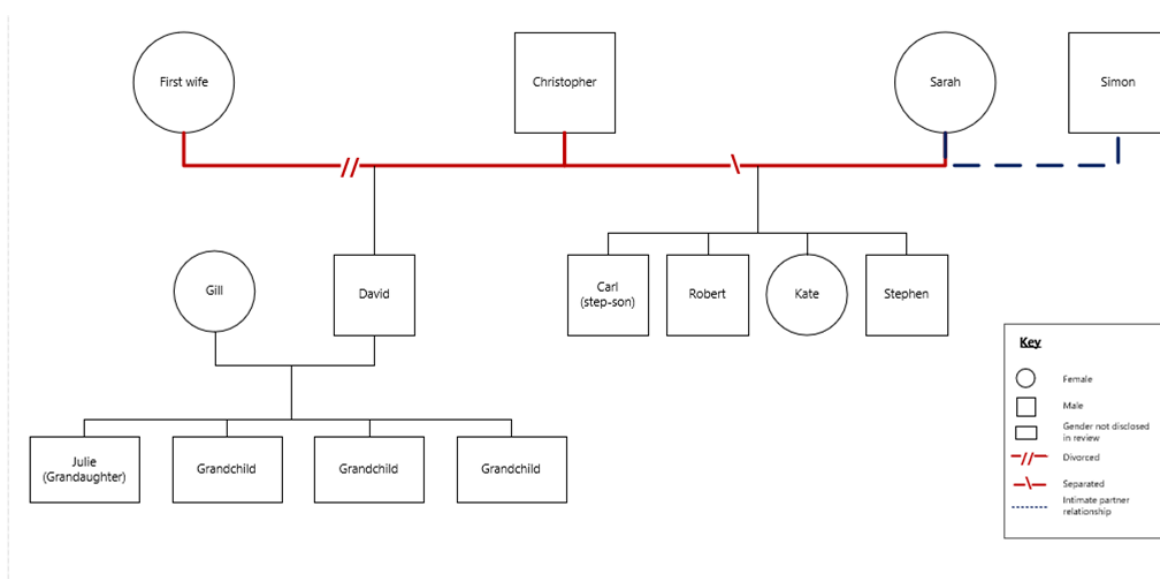 First wife
Christopher
Sarah
Simon
Gill
David
Carl
(step-son)
Robert
Kate
Stephen
Julie
(Grandaughter)
Grandchild
Grandchild
Grandchild
Key
Female
Male
Gender not disclosed
in review
Divorced
Separated
Intimate partner
relationship